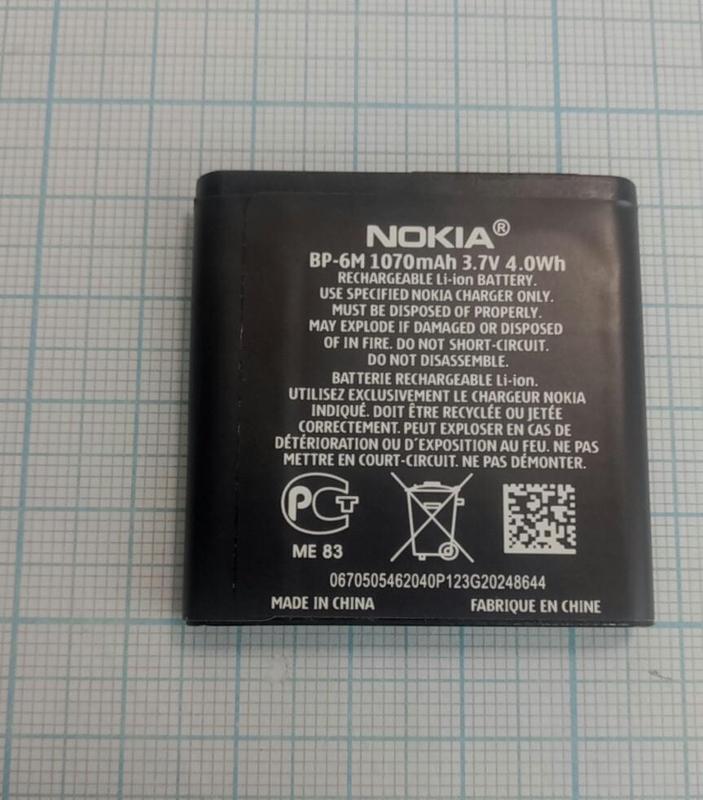 NOKIA®
BP-6M 1070mAh 3.7V 4.0Wh
RECHARGEABLE Li-ion BATTERY.
USE SPECIFIED NOKIA CHARGER ONLY.
MUST BE DISPOSED OF PROPERLY.
MAY EXPLODE IF DAMAGED OR DISPOSED
OF IN FIRE. DO NOT SHORT-CIRCUIT.
DO NOT DISASSEMBLE.
BATTERIE RECHARGEABLE Li-ion.
UTILISEZ EXCLUSIVEMENT LE CHARGEUR NOKIA
INDIQUÉ. DOIT ÊTRE RECYCLÉE OU JETÉE
CORRECTEMENT. PEUT EXPLOSER EN CAS DE
DÉTÉRIORATION OU D'EXPOSITION AU FEU. NE PAS
METTRE EN COURT-CIRCUIT. NE PAS DÉMONTER.
РСТ
ME 83
0670505462040P123G20248644
MADE IN CHINA FABRIQUE EN CHINE